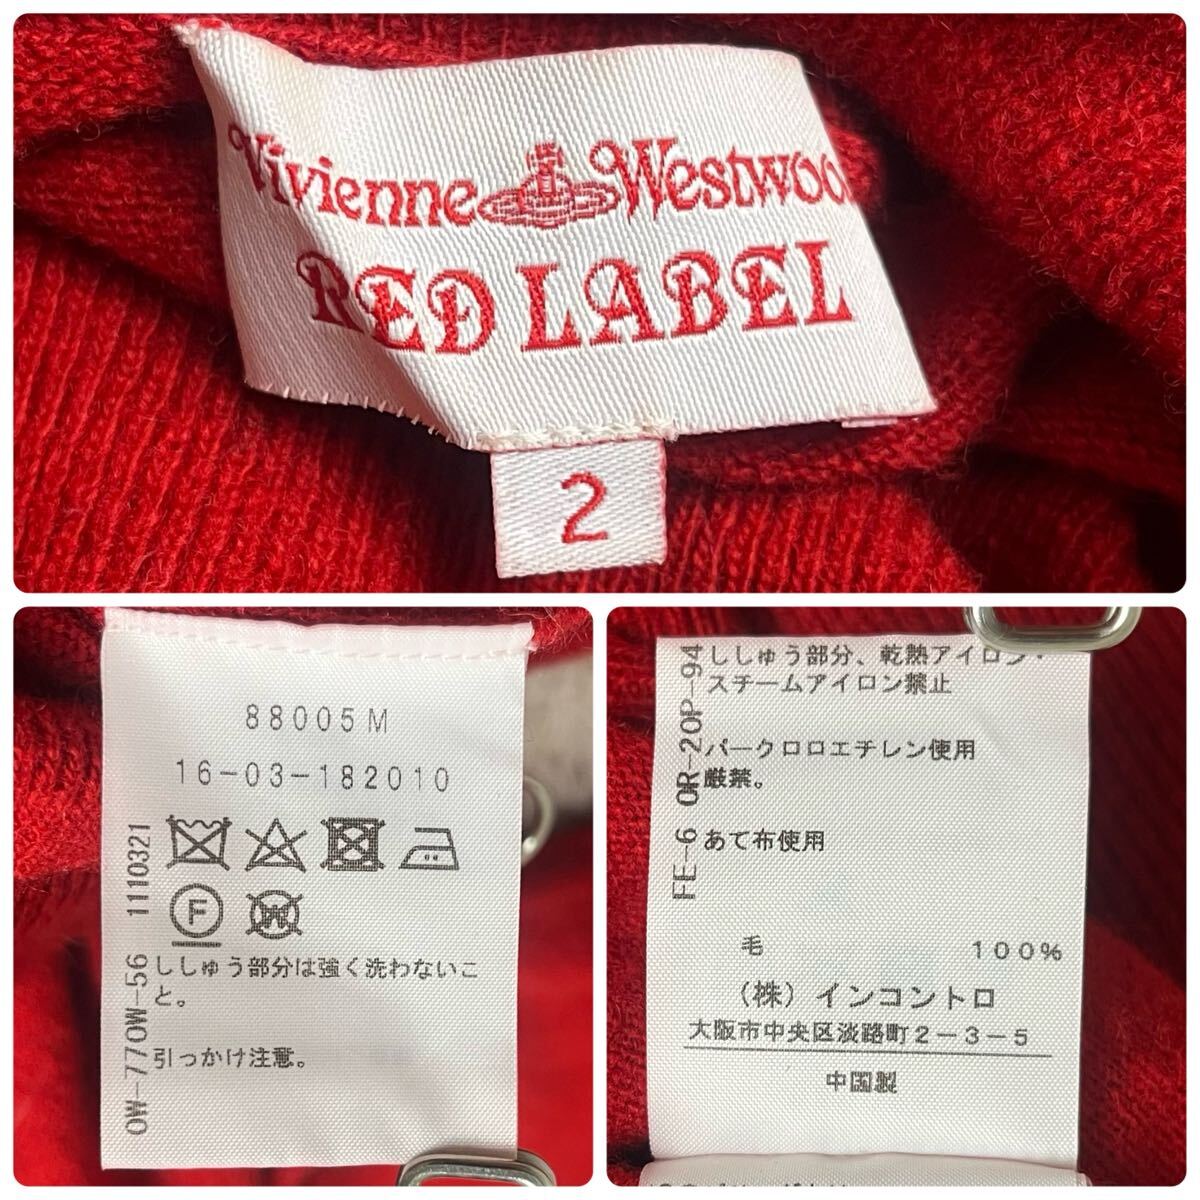 Vivienne Westwoo
RED LABEL
2
88005M
16-03-182010
F
W
ししゅう部分は強く洗わないこ
と。
引っかけ注意。
OW-77OW-56 1110321
ししゅう部分、乾熱アイロン・
スチームアイロン禁止
パークロロエチレン使用
厳禁。
あて布使用
FE-6 OR-20P-94
毛 100%
(株)インコントロ
大阪市中央区淡路町2-3-5
中国製